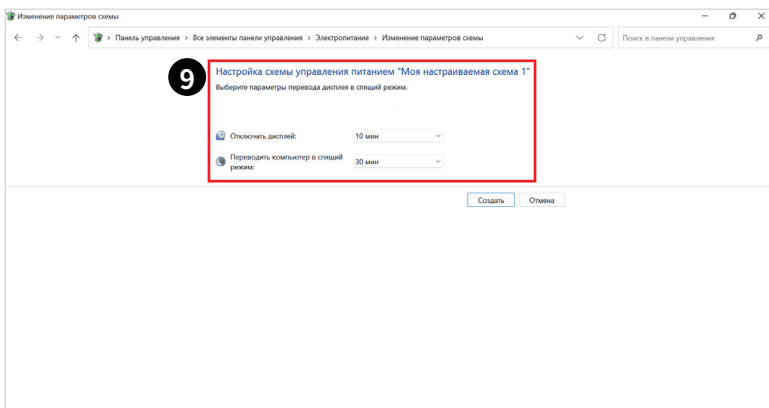 Изменение параметров схемы
Панель управления > Все элементы панели управления > Электропитание > Изменение параметров схемы
Поиск в панели управления
9
Настройка схемы управления питанием "Моя настраиваемая схема 1"
Выберите параметры перевода дисплея в спящий режим.
Отключать дисплей: 10 мин
Переводить компьютер в спящий
режим: 30 мин
Создать Отмена